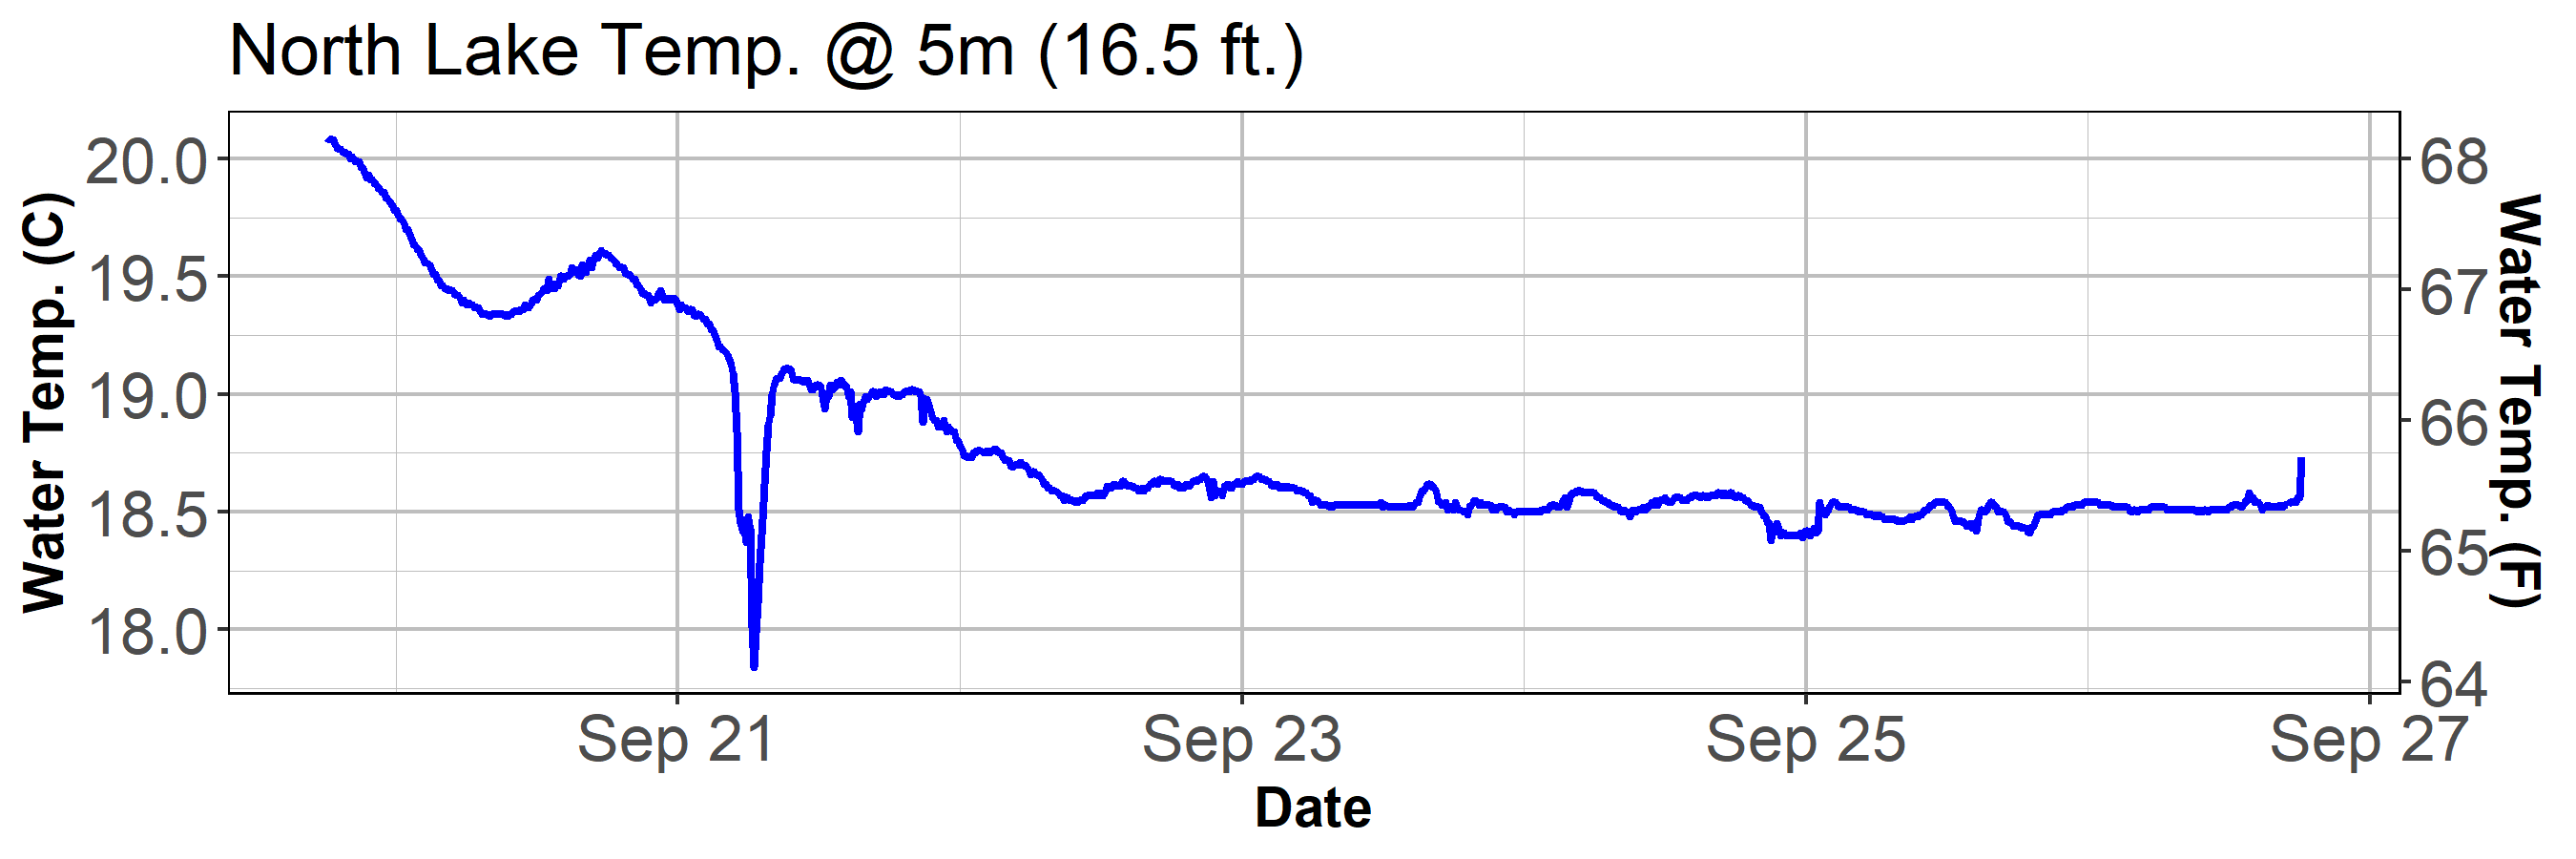 North Lake Temp. @ 5m (16.5 ft.)
Water Temp. (C)
20.0
19.5
19.0
18.5
18.0
68
67
66
65
64
Water Temp. (F)
Sep 21 Sep 23 Sep 25 Sep 27
Date